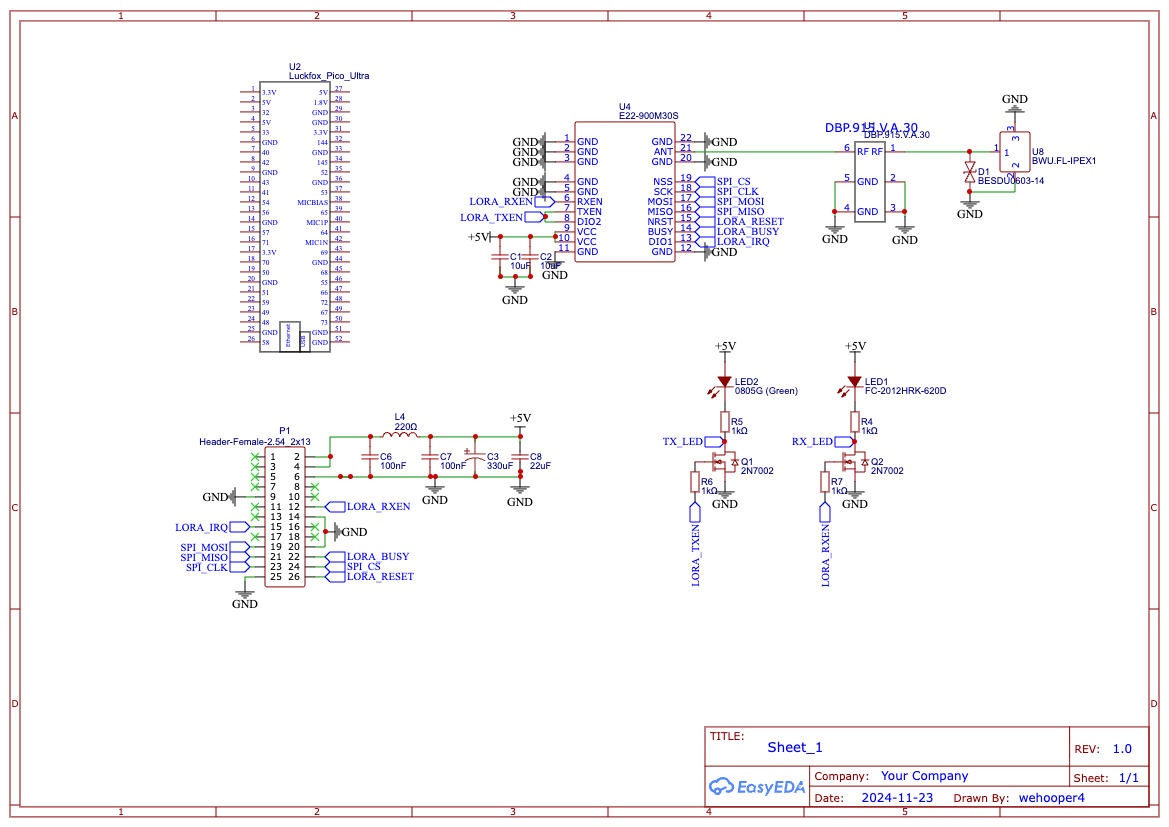 1 2 3 4 5
A A
B B
C C
D D
U2
Luckfox_Pico_Ultra
1 3.3V 5V 27
2 5V 1.8V 28
3 32 GND 29
4 5V GND 30
5 33 3.3V 31
6 GND 144 32
7 40 GND 33
8 42 145 34
9 GND 52 35
10 43 GND 36
11 41 53 37
12 54 MICBIAS 38
13 56 65 39
14 GND MIC1P 40
15 57 64 41
16 71 MIC1N 42
17 3.3V 69 43
18 70 GND 44
19 50 68 45
20 GND 55 46
21 51 66 47
22 59 72 48
23 49 67 49
24 48 73 50
25 GND GND 51
26 58 GND 52
Ethernet
USB
U4
E22-900M30S
GND 1 GND GND 22 GND
GND 2 GND ANT 21
GND 3 GND GND 20 GND
GND 4 GND NSS 19 SPI_CS
GND 5 GND SCK 18 SPI_CLK
LORA_RXEN 6 RXEN MOSI 17 SPI_MOSI
LORA_TXEN 7 TXEN MISO 16 SPI_MISO
8 DIO2 NRST 15 LORA_RESET
+5V 9 VCC BUSY 14 LORA_BUSY
10 VCC DIO1 13 LORA_IRQ
11 GND GND 12 GND
C1
10uF
C2
10uF
GND
GND
DBP.915.V.A.30
DBP.915.V.A.30
6 RF RF 1
5 GND 2
4 GND 3
GND
GND
GND
3 3
1 1
2 2
U8
BWU.FL-IPEX1
D1
BESDU0603-14
GND
P1
Header-Female-2.54_2x13
1 2
3 4
5 6
7 8
GND 9 10
11 12 LORA_RXEN
13 14
LORA_IRQ 15 16 GND
17 18
SPI_MOSI 19 20
SPI_MISO 21 22 LORA_BUSY
SPI_CLK 23 24 SPI_CS
25 26 LORA_RESET
GND
L4
220Ω
C6
100nF
C7
100nF
+
C3
330uF
C8
22uF
+5V
GND
GND
+5V
LED2
0805G (Green)
R5
1kΩ
TX_LED
Q1
2N7002
R6
1kΩ
GND
LORA_TXEN
+5V
LED1
FC-2012HRK-620D
R4
1kΩ
RX_LED
Q2
2N7002
R7
1kΩ
GND
LORA_RXEN
TITLE:
Sheet_1
REV: 1.0
EasyEDA
Company: Your Company
Sheet: 1/1
Date: 2024-11-23 Drawn By: wehooper4
1 2 3 4 5